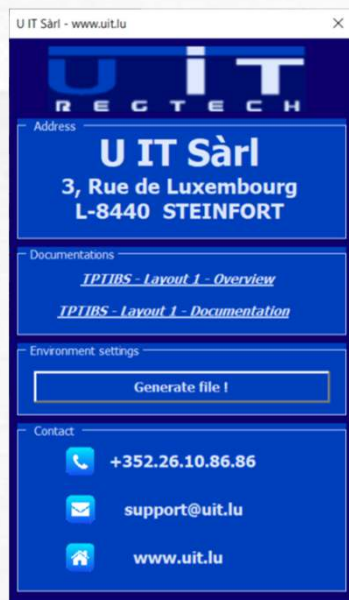 U IT Sàrl - www.uit.lu
U IT
REGTECH
Address
U IT Sàrl
3, Rue de Luxembourg
L-8440 STEINFORT
Documentations
TPTIBS - Layout 1 - Overview
TPTIBS - Layout 1 - Documentation
Environment settings
Generate file !
Contact
+352.26.10.86.86
support@uit.lu
www.uit.lu